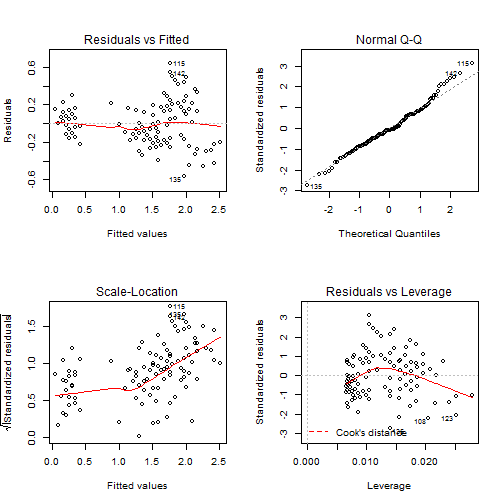 Residuals vs Fitted
Residuals
-0.6 -0.2 0.2 0.6
115
142
135
0.0 0.5 1.0 1.5 2.0 2.5
Fitted values
Normal Q-Q
Standardized residuals
-3 -2 -1 0 1 2 3
115
142
135
-2 -1 0 1 2
Theoretical Quantiles
Scale-Location
√|Standardized residuals|
0.0 0.5 1.0 1.5
115
135
142
0.0 0.5 1.0 1.5 2.0 2.5
Fitted values
Residuals vs Leverage
Standardized residuals
-3 -2 -1 0 1 2 3
Cook's distance
108
123
0.000 0.010 0.020
Leverage